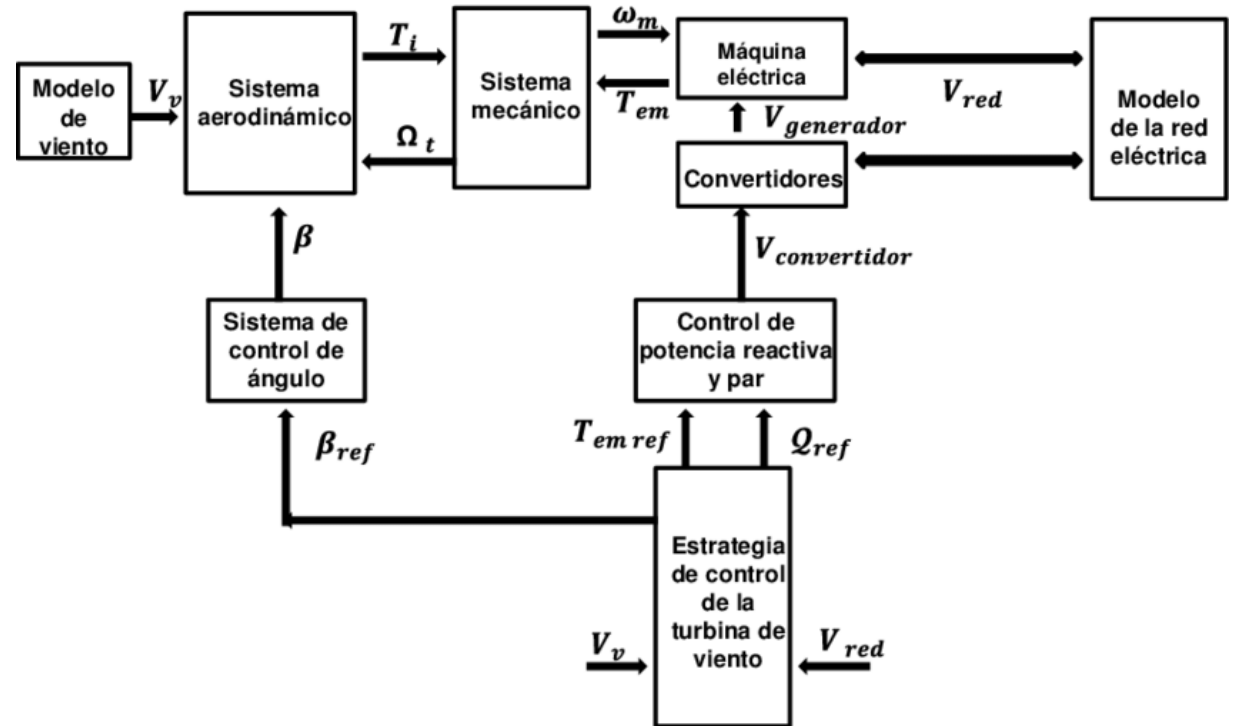 Modelo
de
viento
V_v
Sistema
aerodinámico
T_i
Ω_t
Sistema
mecánico
ω_m
T_em
Máquina
eléctrica
V_generador
Convertidores
V_red
Modelo
de la red
eléctrica
β
V_convertidor
Sistema de
control de
ángulo
Control de
potencia reactiva
y par
β_ref
T_em ref
Q_ref
Estrategia
de control
de la
turbina de
viento
V_v
V_red